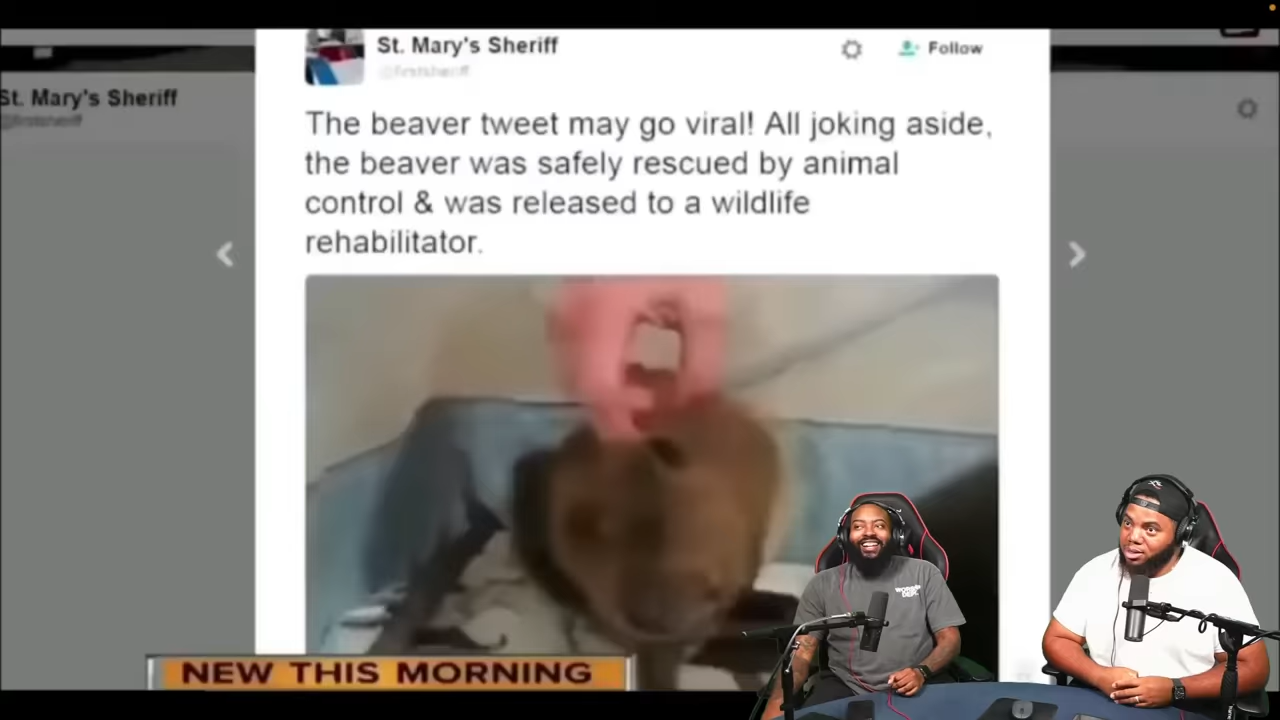 St. Mary's Sheriff
Follow
St. Mary's Sheriff
The beaver tweet may go viral! All joking aside,
the beaver was safely rescued by animal
control & was released to a wildlife
rehabilitator.
NEW THIS MORNING